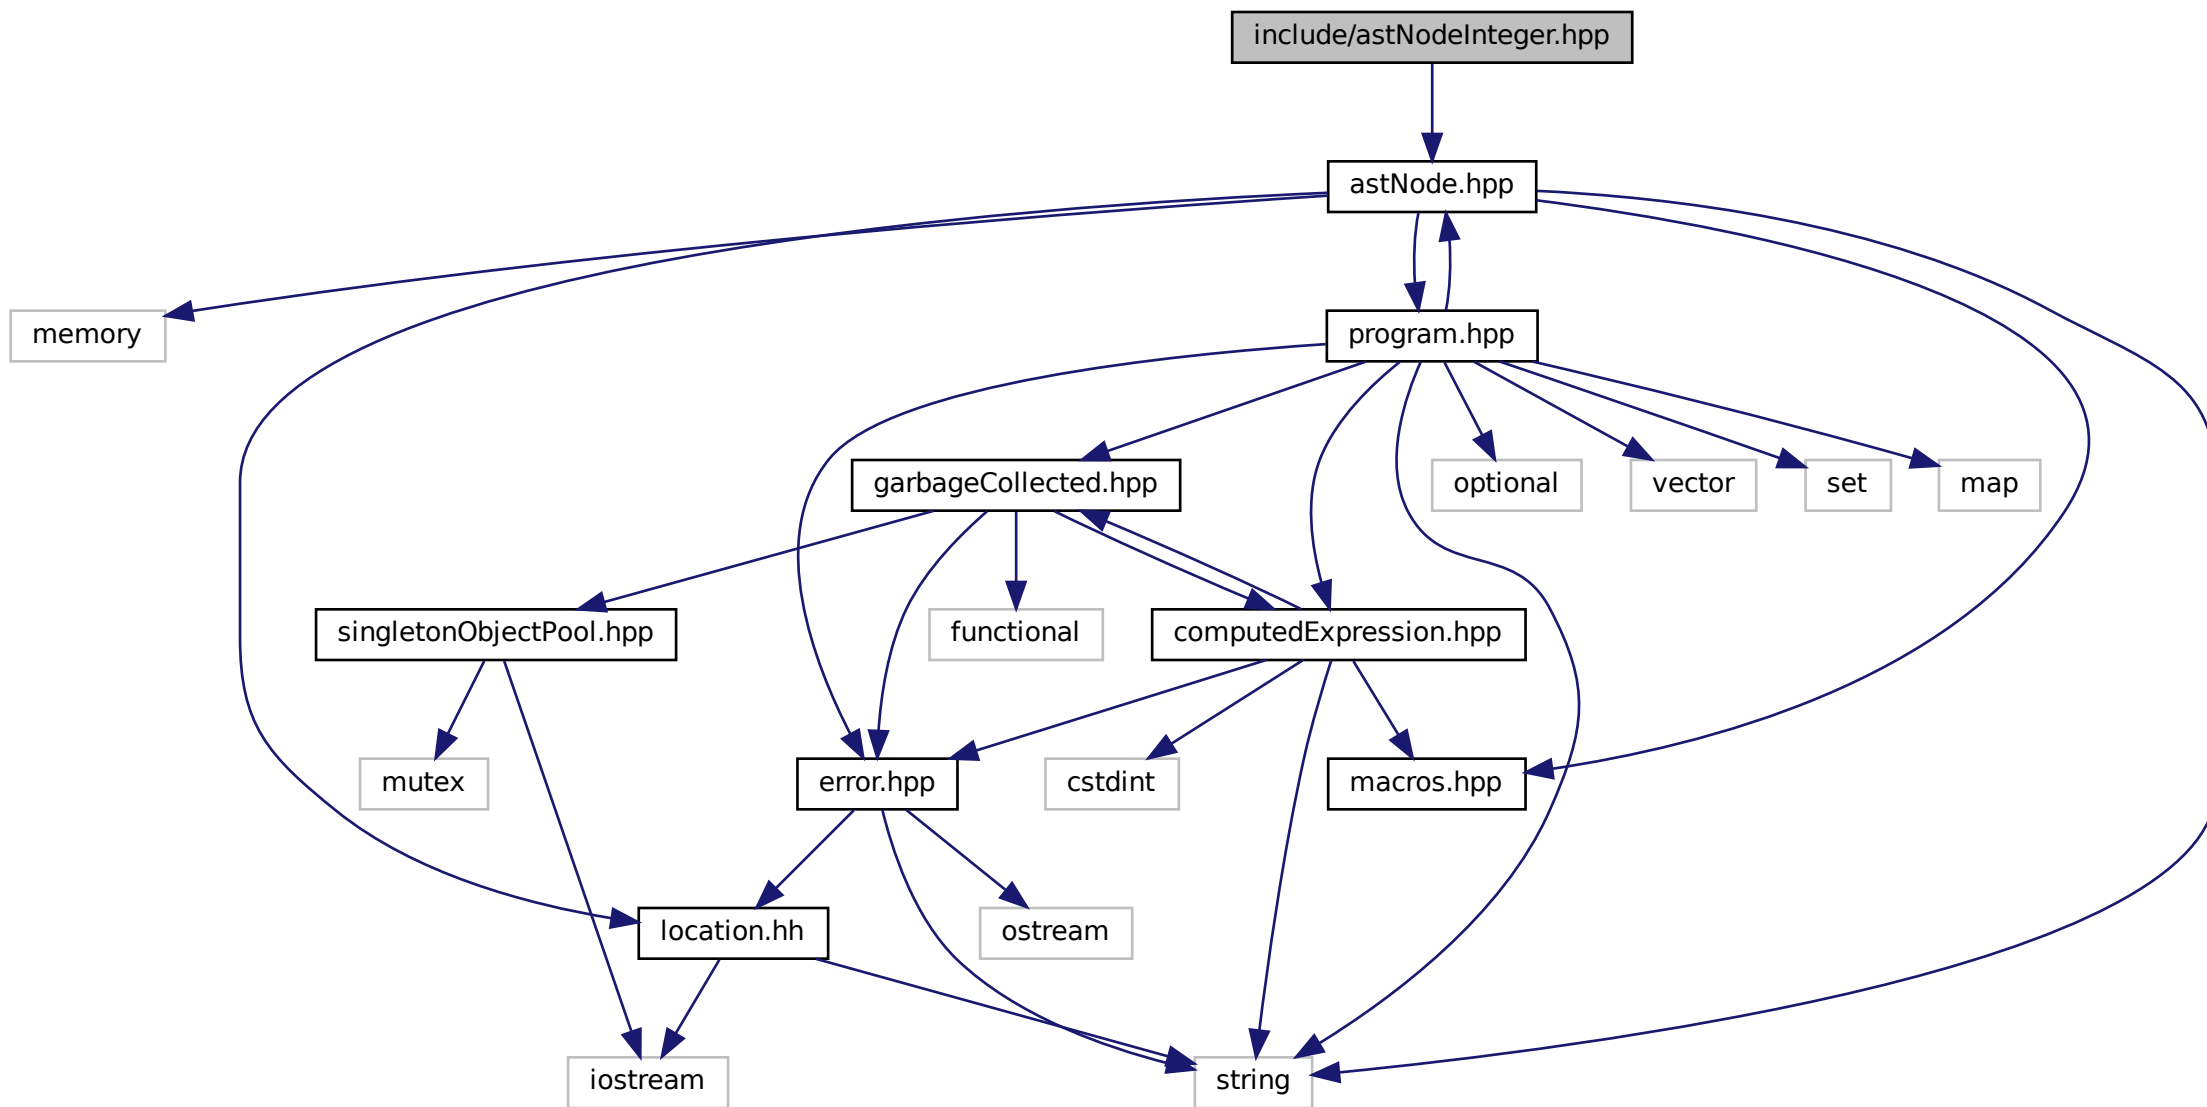 include/astNodeInteger.hpp
astNode.hpp
memory
program.hpp
garbageCollected.hpp
optional
vector
set
map
singletonObjectPool.hpp
functional
computedExpression.hpp
mutex
error.hpp
cstdint
macros.hpp
location.hh
ostream
iostream
string